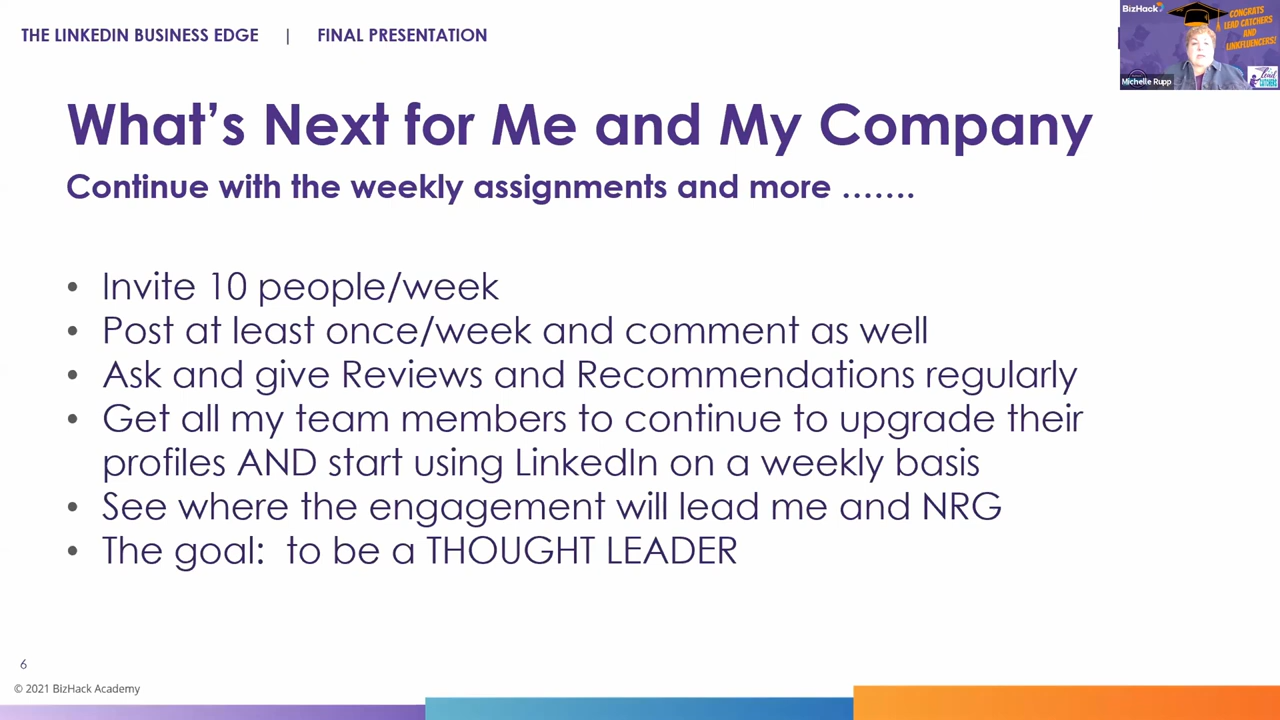 THE LINKEDIN BUSINESS EDGE | FINAL PRESENTATION
BizHack
CONGRATS
LEAD CATCHERS
AND
LINKFLUENCERS!
Michelle Rupp
Lead
What's Next for Me and My Company
Continue with the weekly assignments and more .......
• Invite 10 people/week
• Post at least once/week and comment as well
• Ask and give Reviews and Recommendations regularly
• Get all my team members to continue to upgrade their
profiles AND start using LinkedIn on a weekly basis
• See where the engagement will lead me and NRG
• The goal:  to be a THOUGHT LEADER
6
© 2021 BizHack Academy